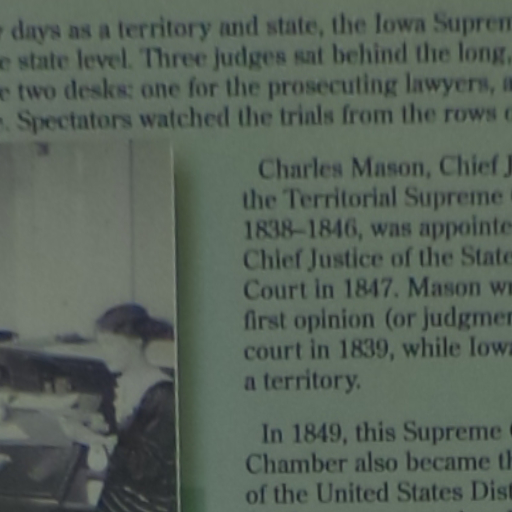 days as a territory and state, the Iowa Suprem
state level. Three judges sat behind the long,
two desks: one for the prosecuting lawyers, a
Spectators watched the trials from the rows
Charles Mason, Chief J
the Territorial Supreme
1838–1846, was appointe
Chief Justice of the State
Court in 1847. Mason wr
first opinion (or judgmen
court in 1839, while Iowa
a territory.
In 1849, this Supreme
Chamber also became th
of the United States Dist